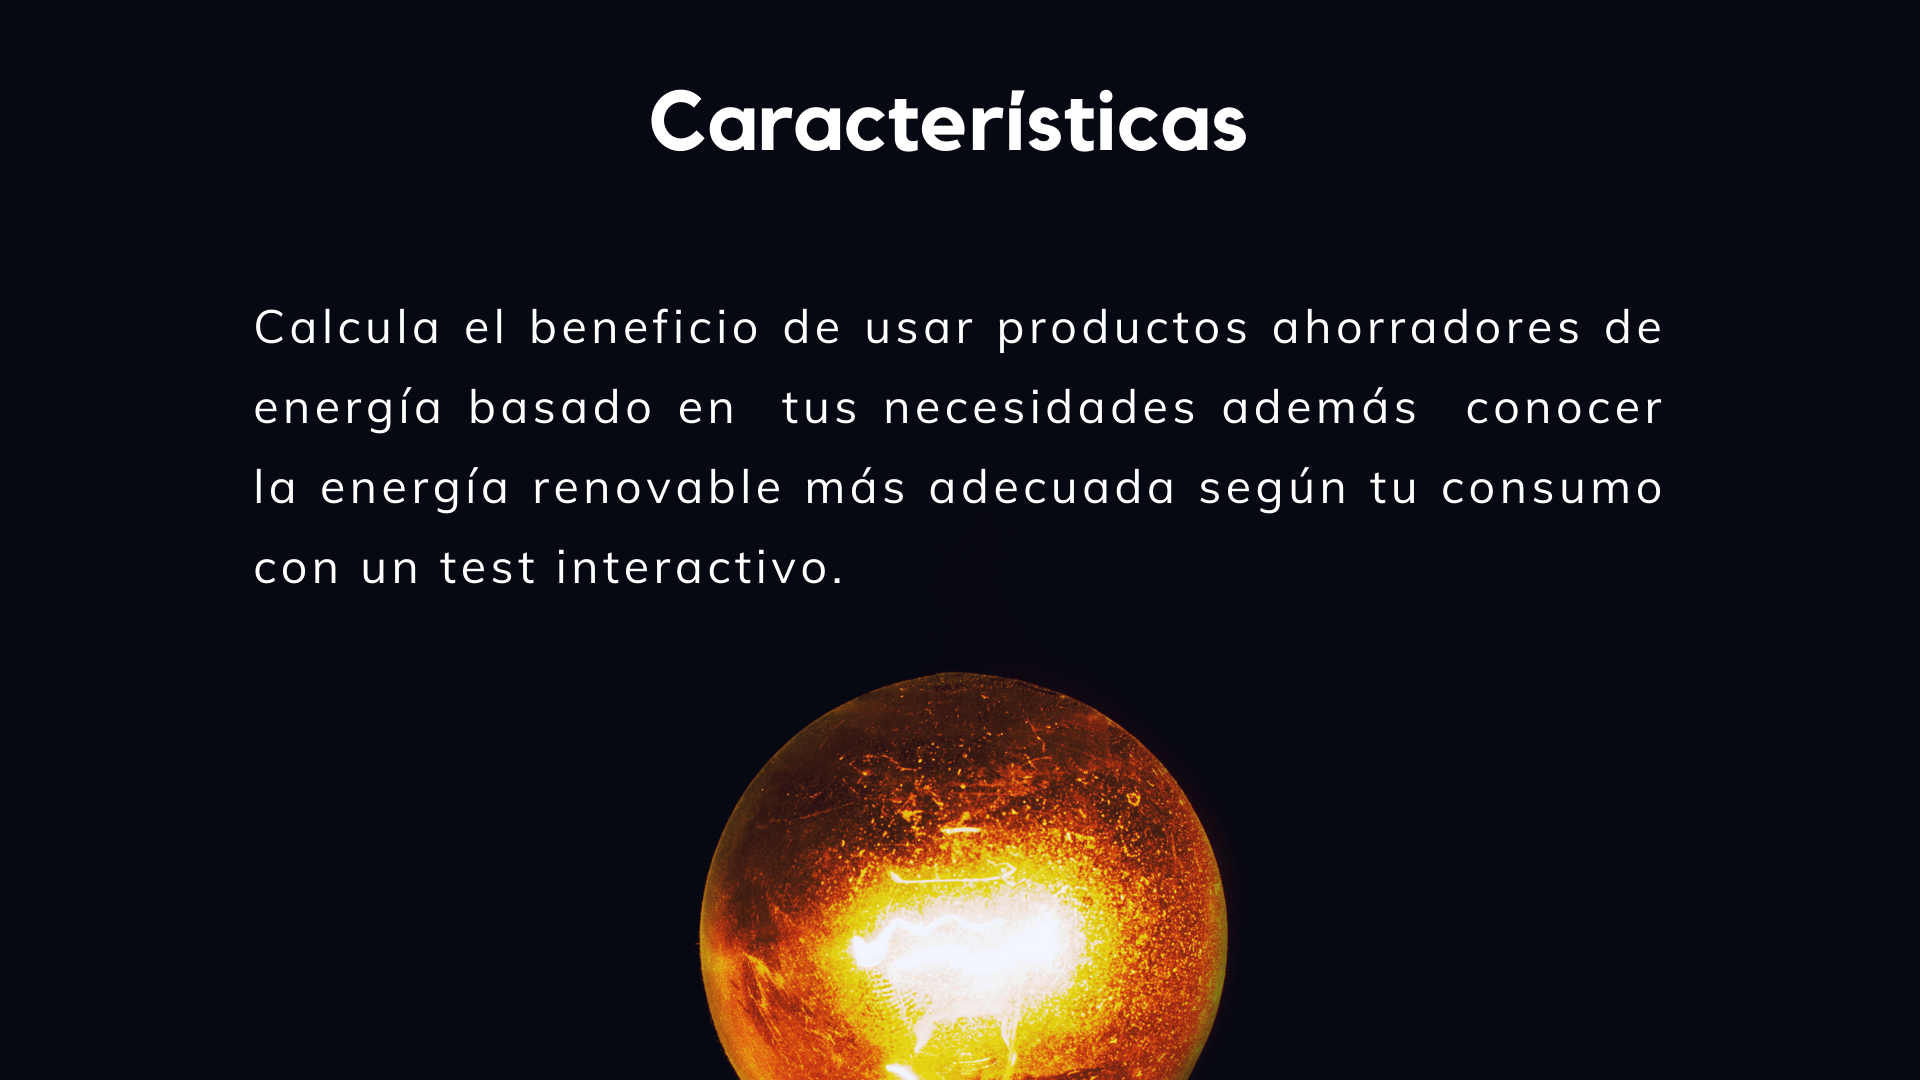 Características
Calcula el beneficio de usar productos ahorradores de
energía basado en  tus necesidades además  conocer
la energía renovable más adecuada según tu consumo
con un test interactivo.